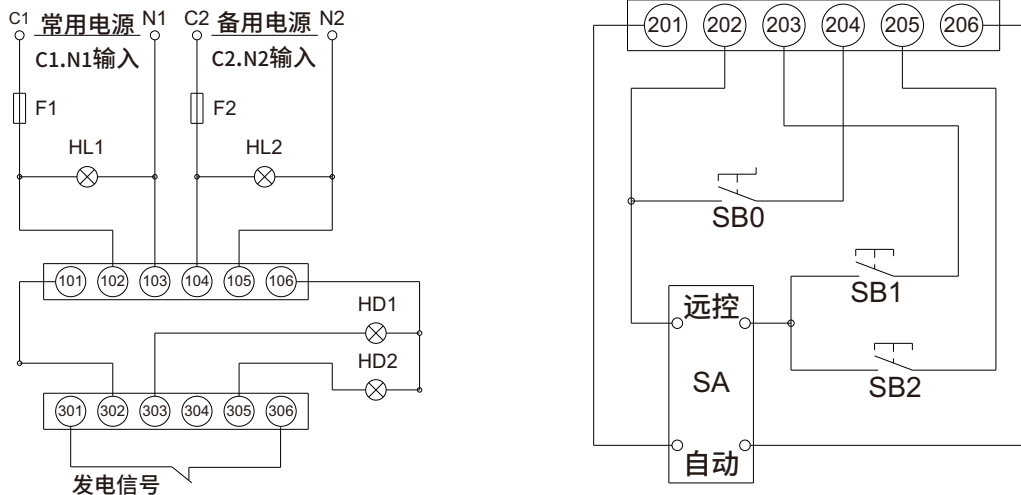 C1 常用电源 N1
C1.N1输入
C2 备用电源 N2
C2.N2输入
F1
F2
HL1
HL2
101 102 103 104 105 106
HD1
HD2
301 302 303 304 305 306
发电信号
201 202 203 204 205 206
SB0
SB1
远控
SA
SB2
自动